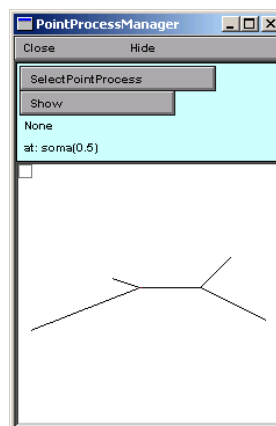 PointProcessManager
Close Hide
SelectPointProcess
Show
None
at: soma(0.5)